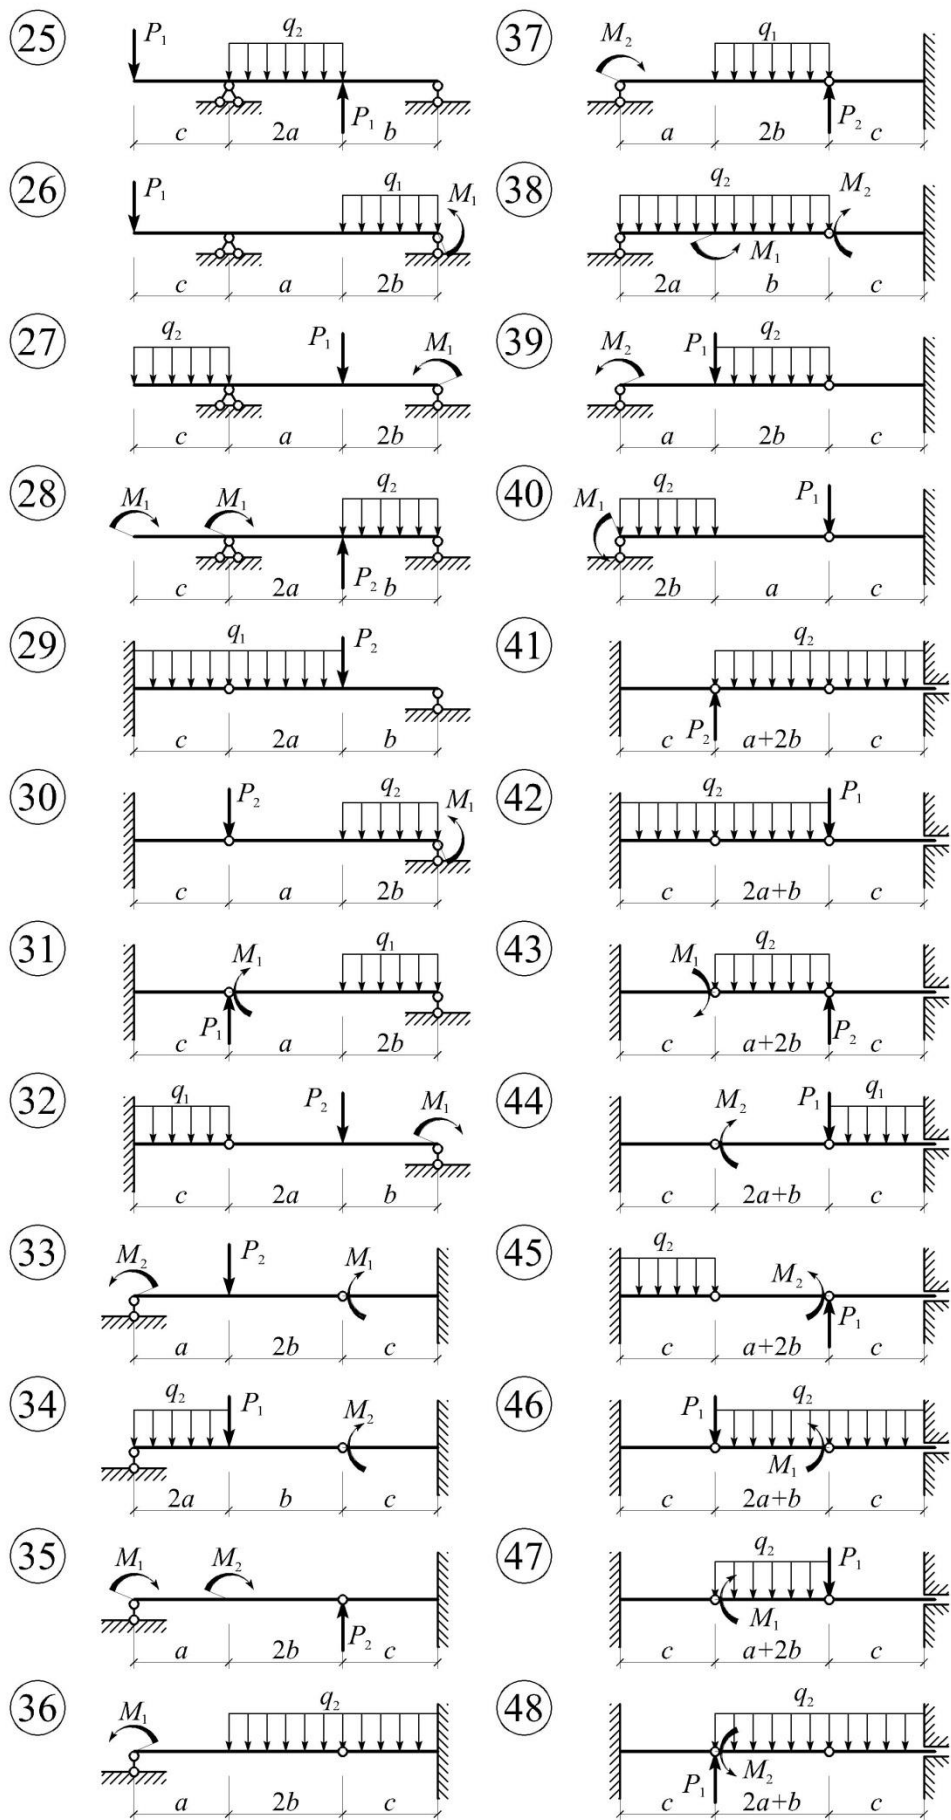 25 P₁ q₂ P₁ c 2a b
26 P₁ q₁ M₁ c a 2b
27 q₂ P₁ M₁ c a 2b
28 M₁ M₁ q₂ P₂ c 2a b
29 q₁ P₂ c 2a b
30 P₂ q₂ M₁ c a 2b
31 M₁ q₁ P₁ c a 2b
32 q₁ P₂ M₁ c 2a b
33 M₂ P₂ M₁ a 2b c
34 q₂ P₁ M₂ 2a b c
35 M₁ M₂ P₂ a 2b c
36 M₁ q₂ a 2b c
37 M₂ q₁ P₂ a 2b c
38 q₂ M₂ M₁ 2a b c
39 M₂ P₁ q₂ a 2b c
40 M₁ q₂ P₁ 2b a c
41 q₂ P₂ c a+2b c
42 q₂ P₁ c 2a+b c
43 M₁ q₂ P₂ c a+2b c
44 M₂ P₁ q₁ c 2a+b c
45 q₂ M₂ P₁ c a+2b c
46 P₁ q₂ M₁ c 2a+b c
47 q₂ P₁ M₁ c a+2b c
48 q₂ M₂ P₁ c 2a+b c